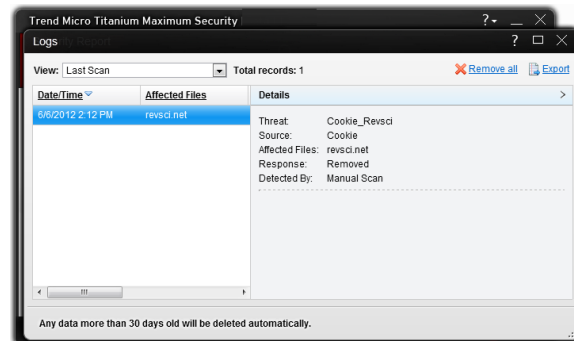 Trend Micro Titanium Maximum Security
Logs
View: Last Scan Total records: 1 Remove all Export
Date/Time Affected Files Details
6/6/2012 2:12 PM revsci.net
Threat: Cookie_Revsci
Source: Cookie
Affected Files: revsci.net
Response: Removed
Detected By: Manual Scan
Any data more than 30 days old will be deleted automatically.